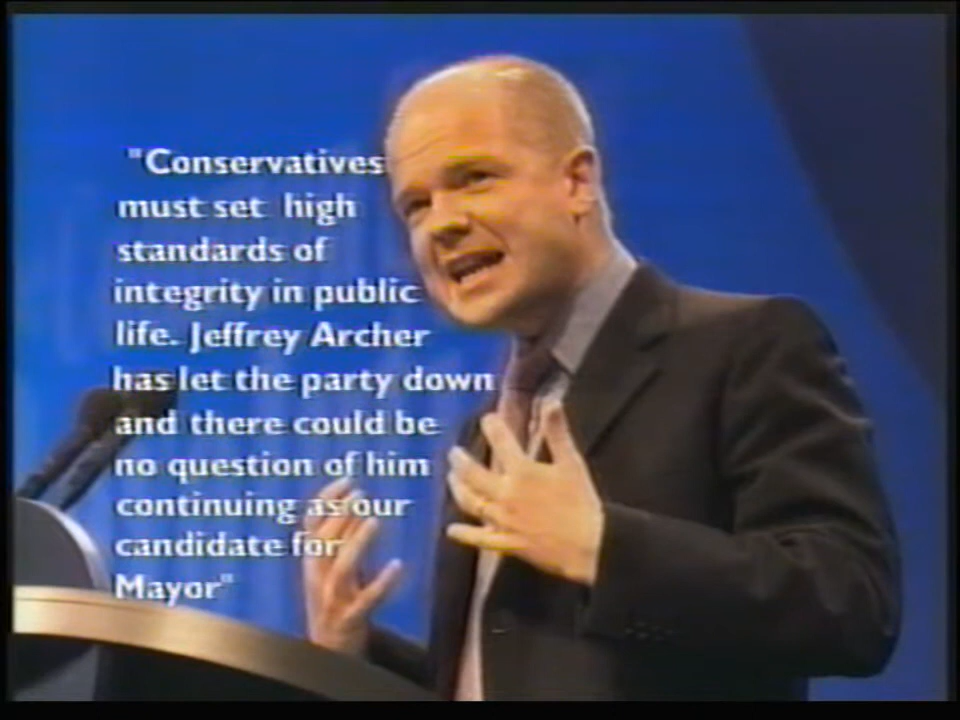 "Conservatives
must set high
standards of
integrity in public
life. Jeffrey Archer
has let the party down
and there could be
no question of him
continuing as our
candidate for
Mayor"